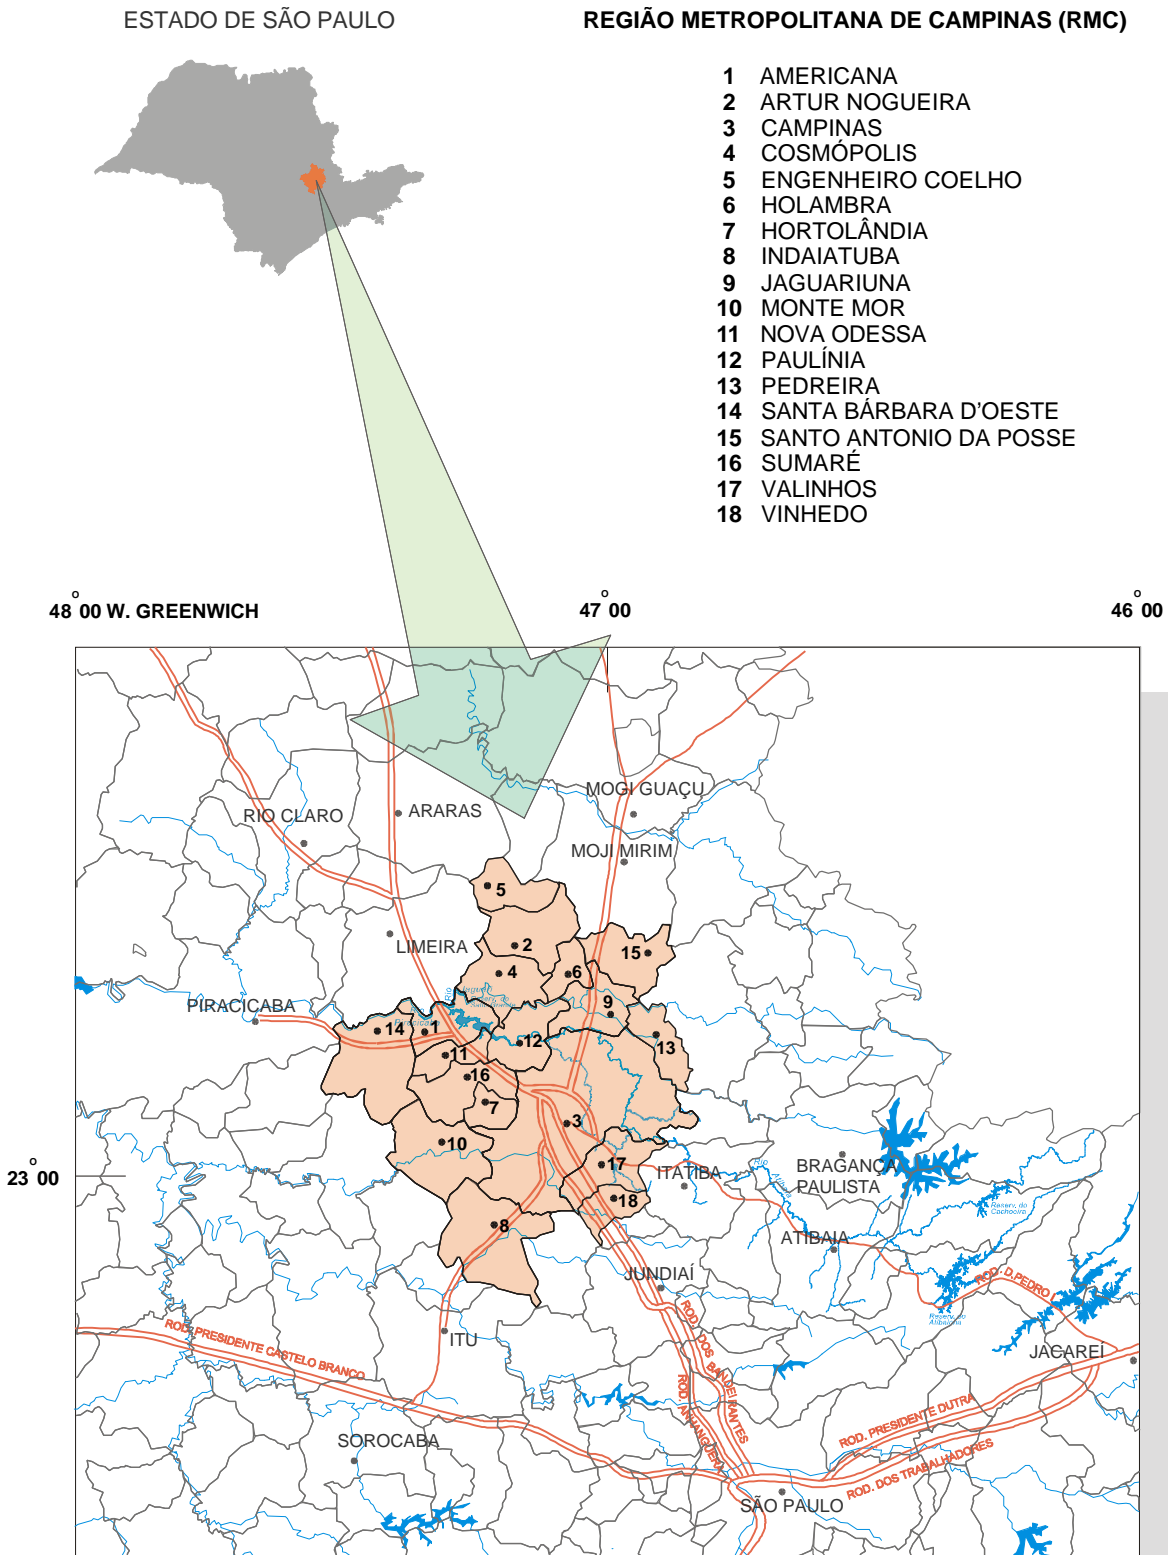 ESTADO DE SÃO PAULO
REGIÃO METROPOLITANA DE CAMPINAS (RMC)
1 AMERICANA
2 ARTUR NOGUEIRA
3 CAMPINAS
4 COSMÓPOLIS
5 ENGENHEIRO COELHO
6 HOLAMBRA
7 HORTOLÂNDIA
8 INDAIATUBA
9 JAGUARIUNA
10 MONTE MOR
11 NOVA ODESSA
12 PAULÍNIA
13 PEDREIRA
14 SANTA BÁRBARA D'OESTE
15 SANTO ANTONIO DA POSSE
16 SUMARÉ
17 VALINHOS
18 VINHEDO
48° 00 W. GREENWICH
47° 00
46° 00
MOGI GUAÇU
ARARAS
RIO CLARO
MOJI MIRIM
5
LIMEIRA
2
15
4
6
PIRACICABA
9
14
1
12
13
11
16
7
3
10
23° 00
17
ITATIBA
BRAGANÇA
PAULISTA
18
Reserv. do
Cachoeira
8
ATIBAIA
JUNDIAÍ
ROD. D.PEDRO I
Reserv. do
Atibainha
ITU
ROD. PRESIDENTE CASTELO BRANCO
ROD. DOS BANDEIRANTES
ROD. ANHANGUERA
JACAREÍ
ROD. PRESIDENTE DUTRA
SOROCABA
ROD. DOS TRABALHADORES
SÃO PAULO